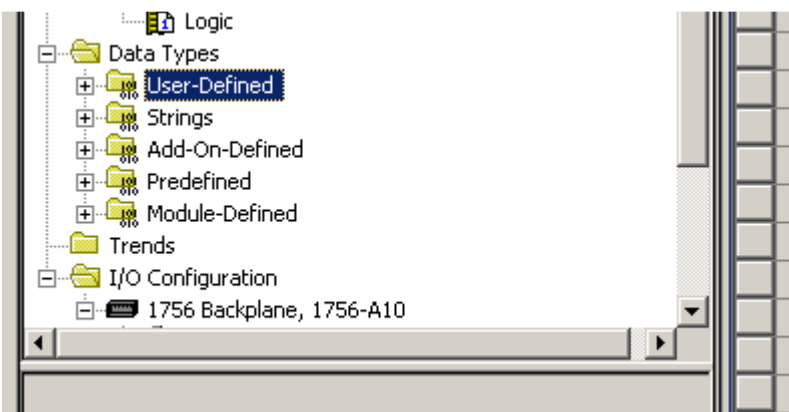 Logic
Data Types
User-Defined
Strings
Add-On-Defined
Predefined
Module-Defined
Trends
I/O Configuration
1756 Backplane, 1756-A10